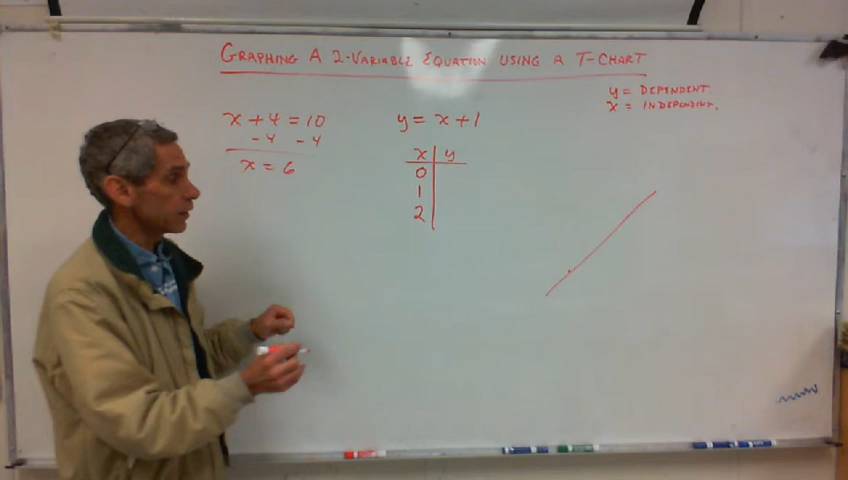 GRAPHING A 2-VARIABLE EQUATION USING A T-CHART
y = DEPENDENT
x = INDEPENDENT.
x + 4 = 10
- 4 - 4
x = 6
y = x + 1
x y
0
1
2